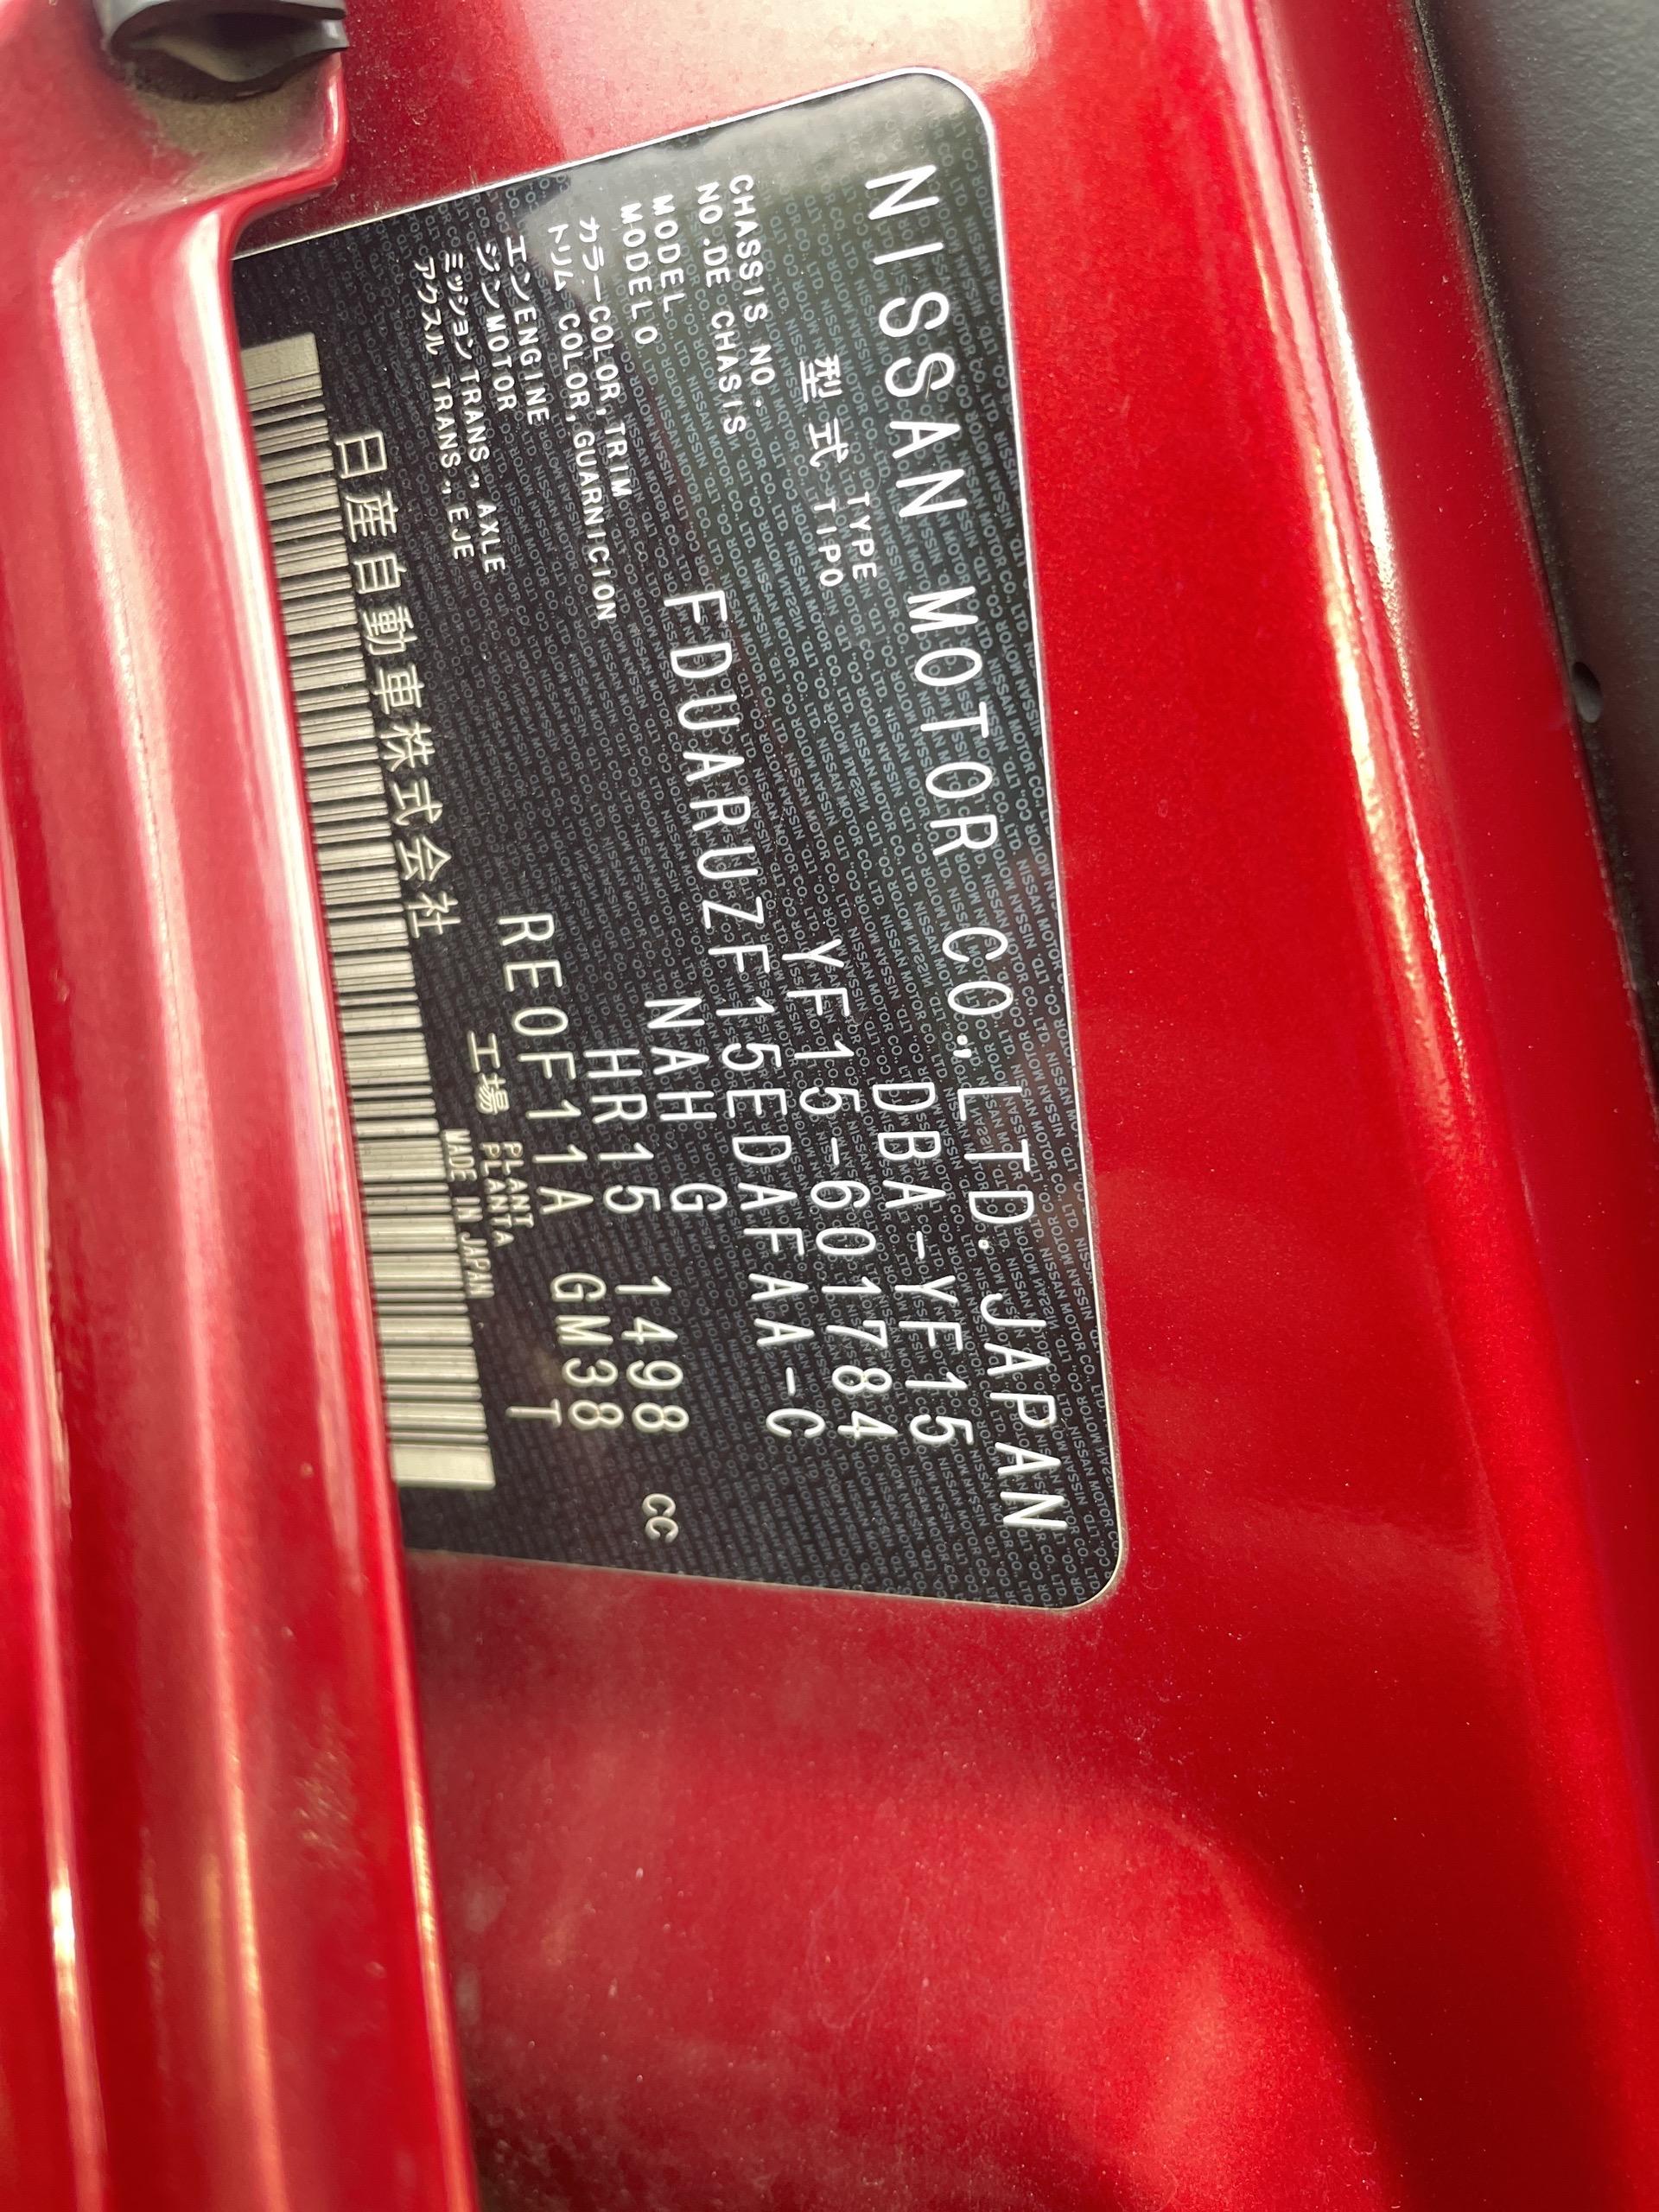 NISSAN MOTOR CO., LTD. JAPAN
型式 TYPE TIPO DBA-YF15
CHASSIS NO. NO.DE CHASIS YF15-601784
MODEL MODELO FDUARUZF15EDAFAA-C
カラー COLOR,TRIM
トリム COLOR,GUARNICION NAH G
エンジン ENGINE MOTOR HR15 1498 CC
ミッション TRANS., AXLE
アクスル TRANS., EJE RE0F11A GM38
工場 PLANT PLANTA T
日産自動車株式会社 MADE IN JAPAN